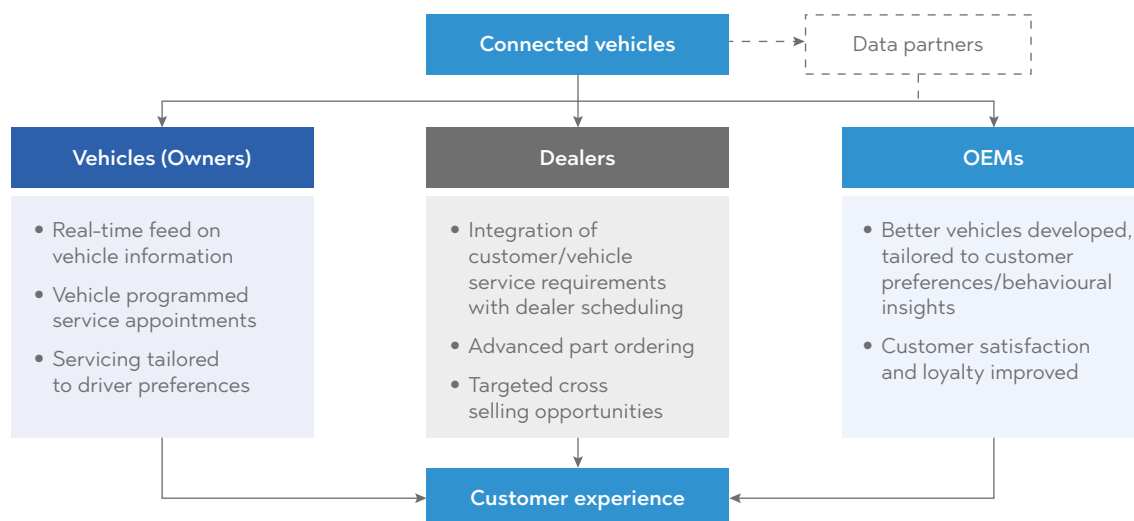 Connected vehicles
Data partners
Vehicles (Owners)
• Real-time feed on
vehicle information
• Vehicle programmed
service appointments
• Servicing tailored
to driver preferences
Dealers
• Integration of
customer/vehicle
service requirements
with dealer scheduling
• Advanced part ordering
• Targeted cross
selling opportunities
OEMs
• Better vehicles developed,
tailored to customer
preferences/behavioural
insights
• Customer satisfaction
and loyalty improved
Customer experience